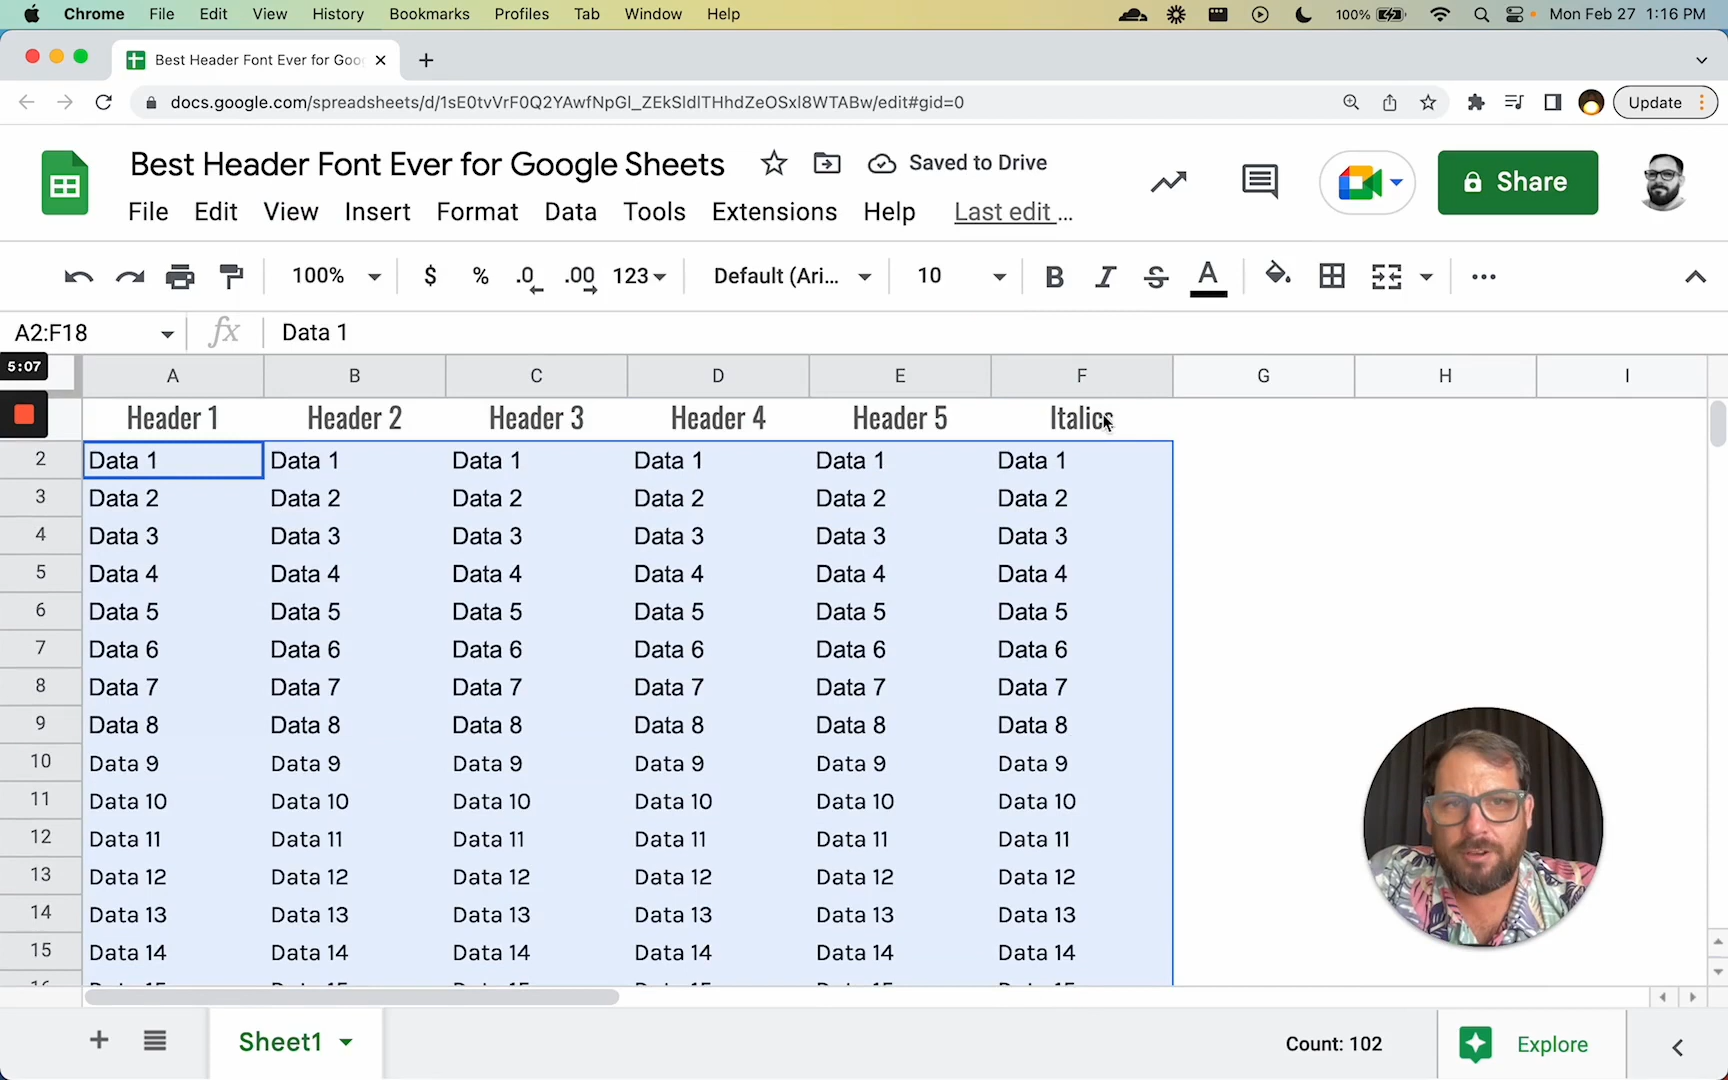 Chrome File Edit View History Bookmarks Profiles Tab Window Help 100% Mon Feb 27 1:16 PM
Best Header Font Ever for Goo
docs.google.com/spreadsheets/d/1sE0tvVrF0Q2YAwfNpGl_ZEkSldlTHhdZeOSxl8WTABw/edit#gid=0 Update
Best Header Font Ever for Google Sheets Saved to Drive Share
File Edit View Insert Format Data Tools Extensions Help Last edit ...
100% $ % .0 .00 123 Default (Ari... 10 B I S A
A2:F18 fx Data 1
5:07
A B C D E F G H I
Header 1 Header 2 Header 3 Header 4 Header 5 Italics
2 Data 1 Data 1 Data 1 Data 1 Data 1 Data 1
3 Data 2 Data 2 Data 2 Data 2 Data 2 Data 2
4 Data 3 Data 3 Data 3 Data 3 Data 3 Data 3
5 Data 4 Data 4 Data 4 Data 4 Data 4 Data 4
6 Data 5 Data 5 Data 5 Data 5 Data 5 Data 5
7 Data 6 Data 6 Data 6 Data 6 Data 6 Data 6
8 Data 7 Data 7 Data 7 Data 7 Data 7 Data 7
9 Data 8 Data 8 Data 8 Data 8 Data 8 Data 8
10 Data 9 Data 9 Data 9 Data 9 Data 9 Data 9
11 Data 10 Data 10 Data 10 Data 10 Data 10 Data 10
12 Data 11 Data 11 Data 11 Data 11 Data 11 Data 11
13 Data 12 Data 12 Data 12 Data 12 Data 12 Data 12
14 Data 13 Data 13 Data 13 Data 13 Data 13 Data 13
15 Data 14 Data 14 Data 14 Data 14 Data 14 Data 14
Sheet1 Count: 102 Explore